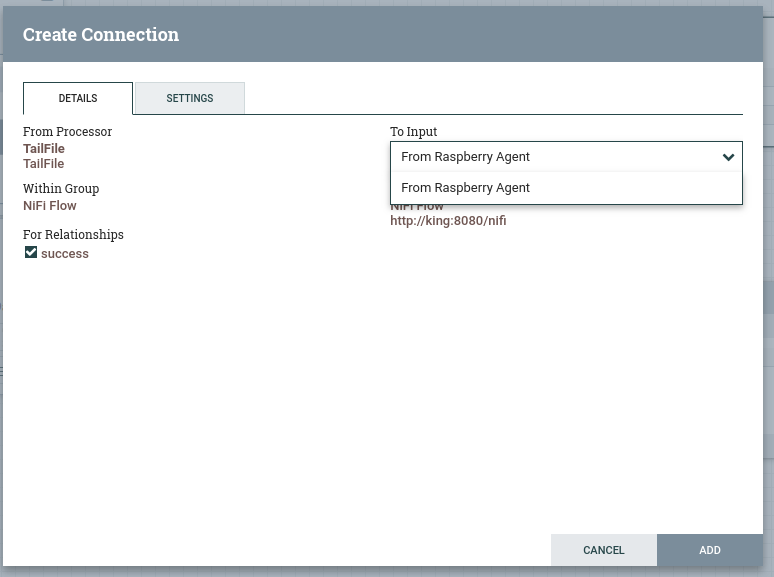 Create Connection
DETAILS
SETTINGS
From Processor
TailFile
TailFile
Within Group
NiFi Flow
For Relationships
success
To Input
From Raspberry Agent
From Raspberry Agent
NiFi Flow
http://king:8080/nifi
CANCEL
ADD